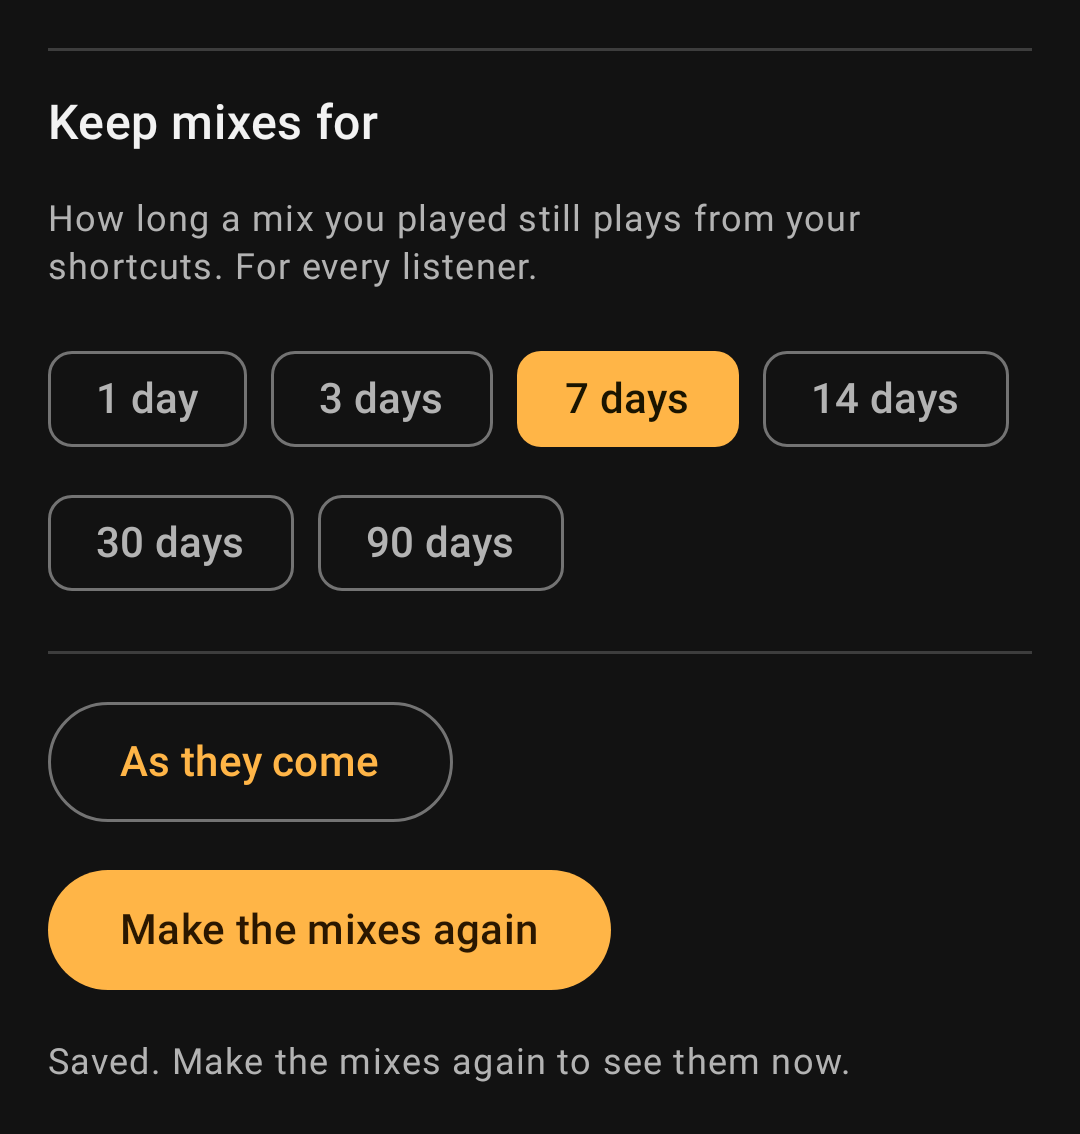 Keep mixes for
How long a mix you played still plays from your
shortcuts. For every listener.
1 day
3 days
7 days
14 days
30 days
90 days
As they come
Make the mixes again
Saved. Make the mixes again to see them now.